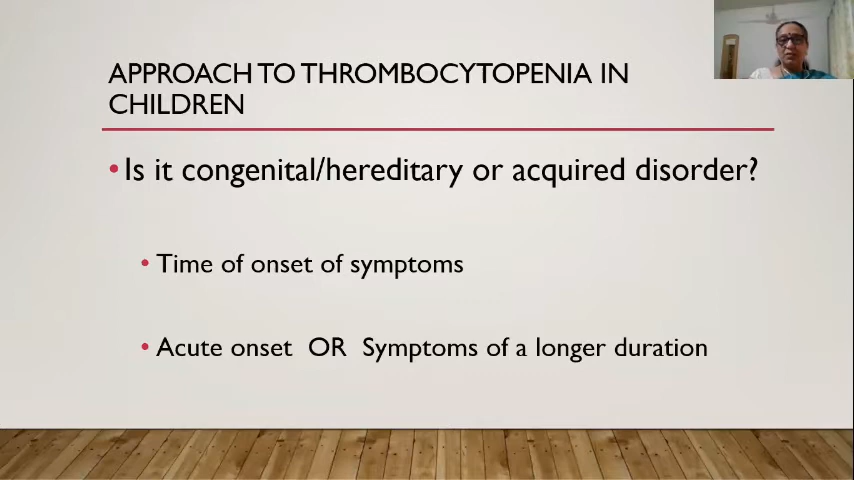 APPROACH TO THROMBOCYTOPENIA IN
CHILDREN
•Is it congenital/hereditary or acquired disorder?
• Time of onset of symptoms
• Acute onset OR Symptoms of a longer duration